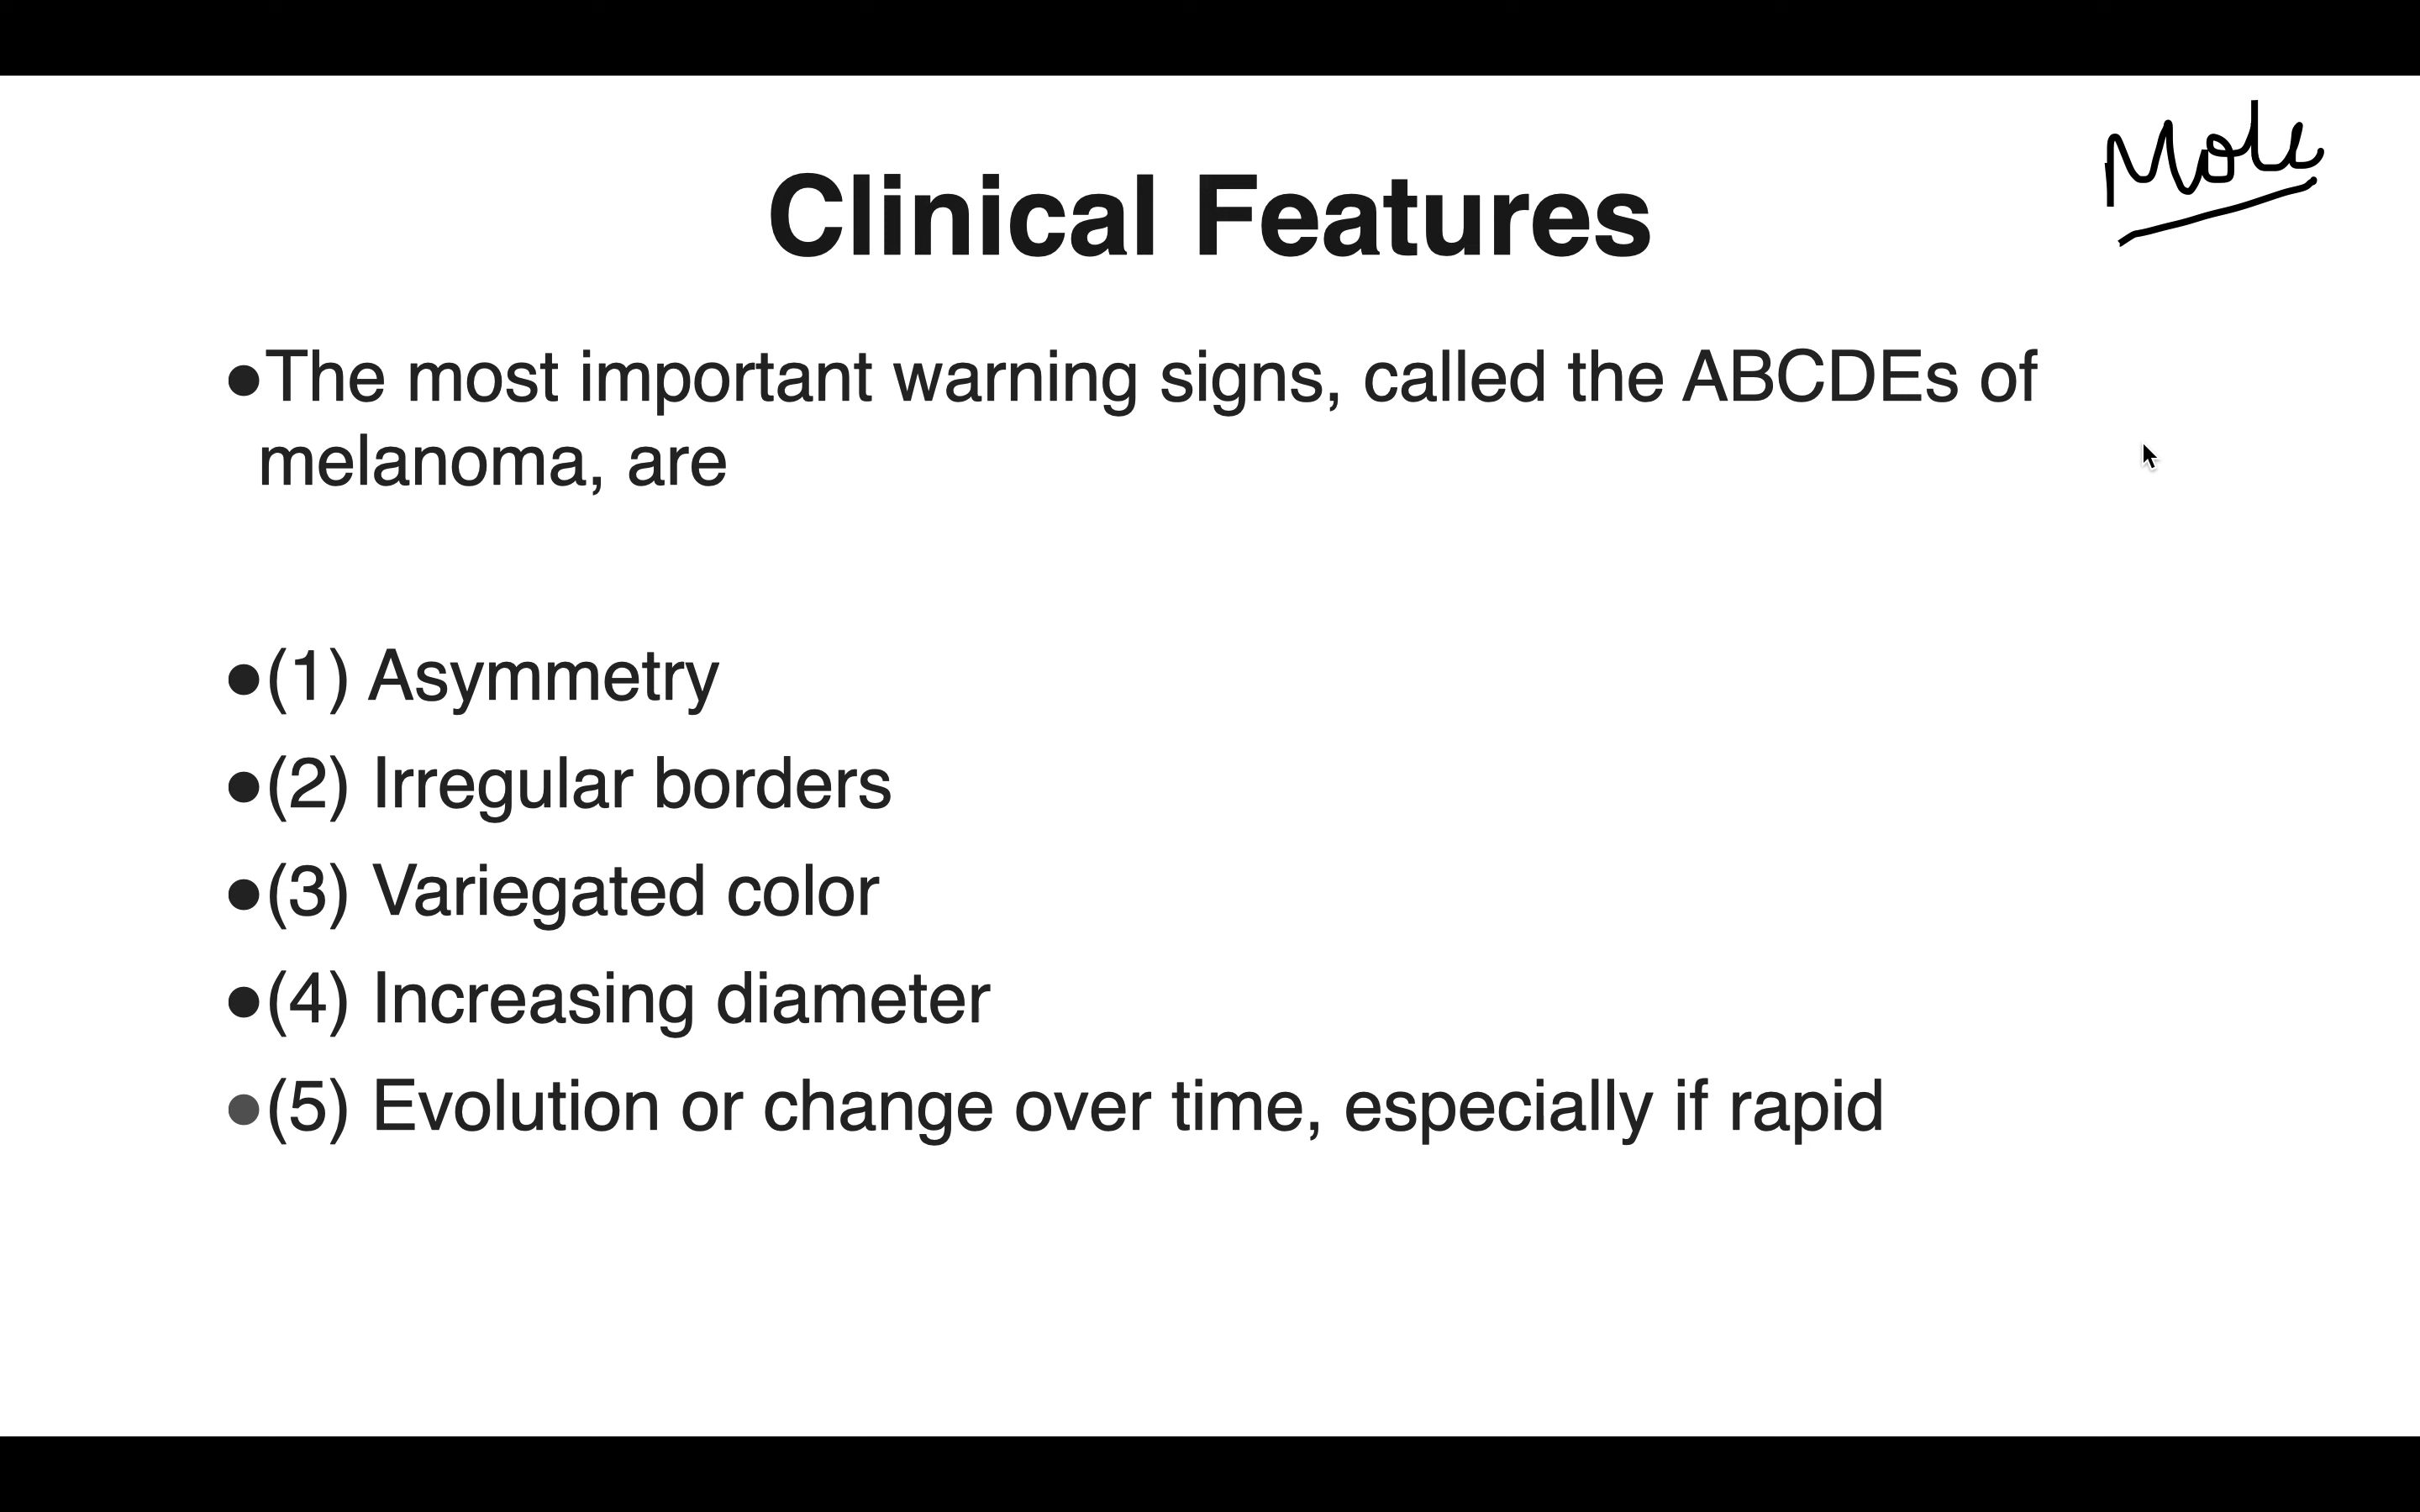 Mole
Clinical Features
●The most important warning signs, called the ABCDEs of
melanoma, are
●(1) Asymmetry
●(2) Irregular borders
●(3) Variegated color
●(4) Increasing diameter
●(5) Evolution or change over time, especially if rapid